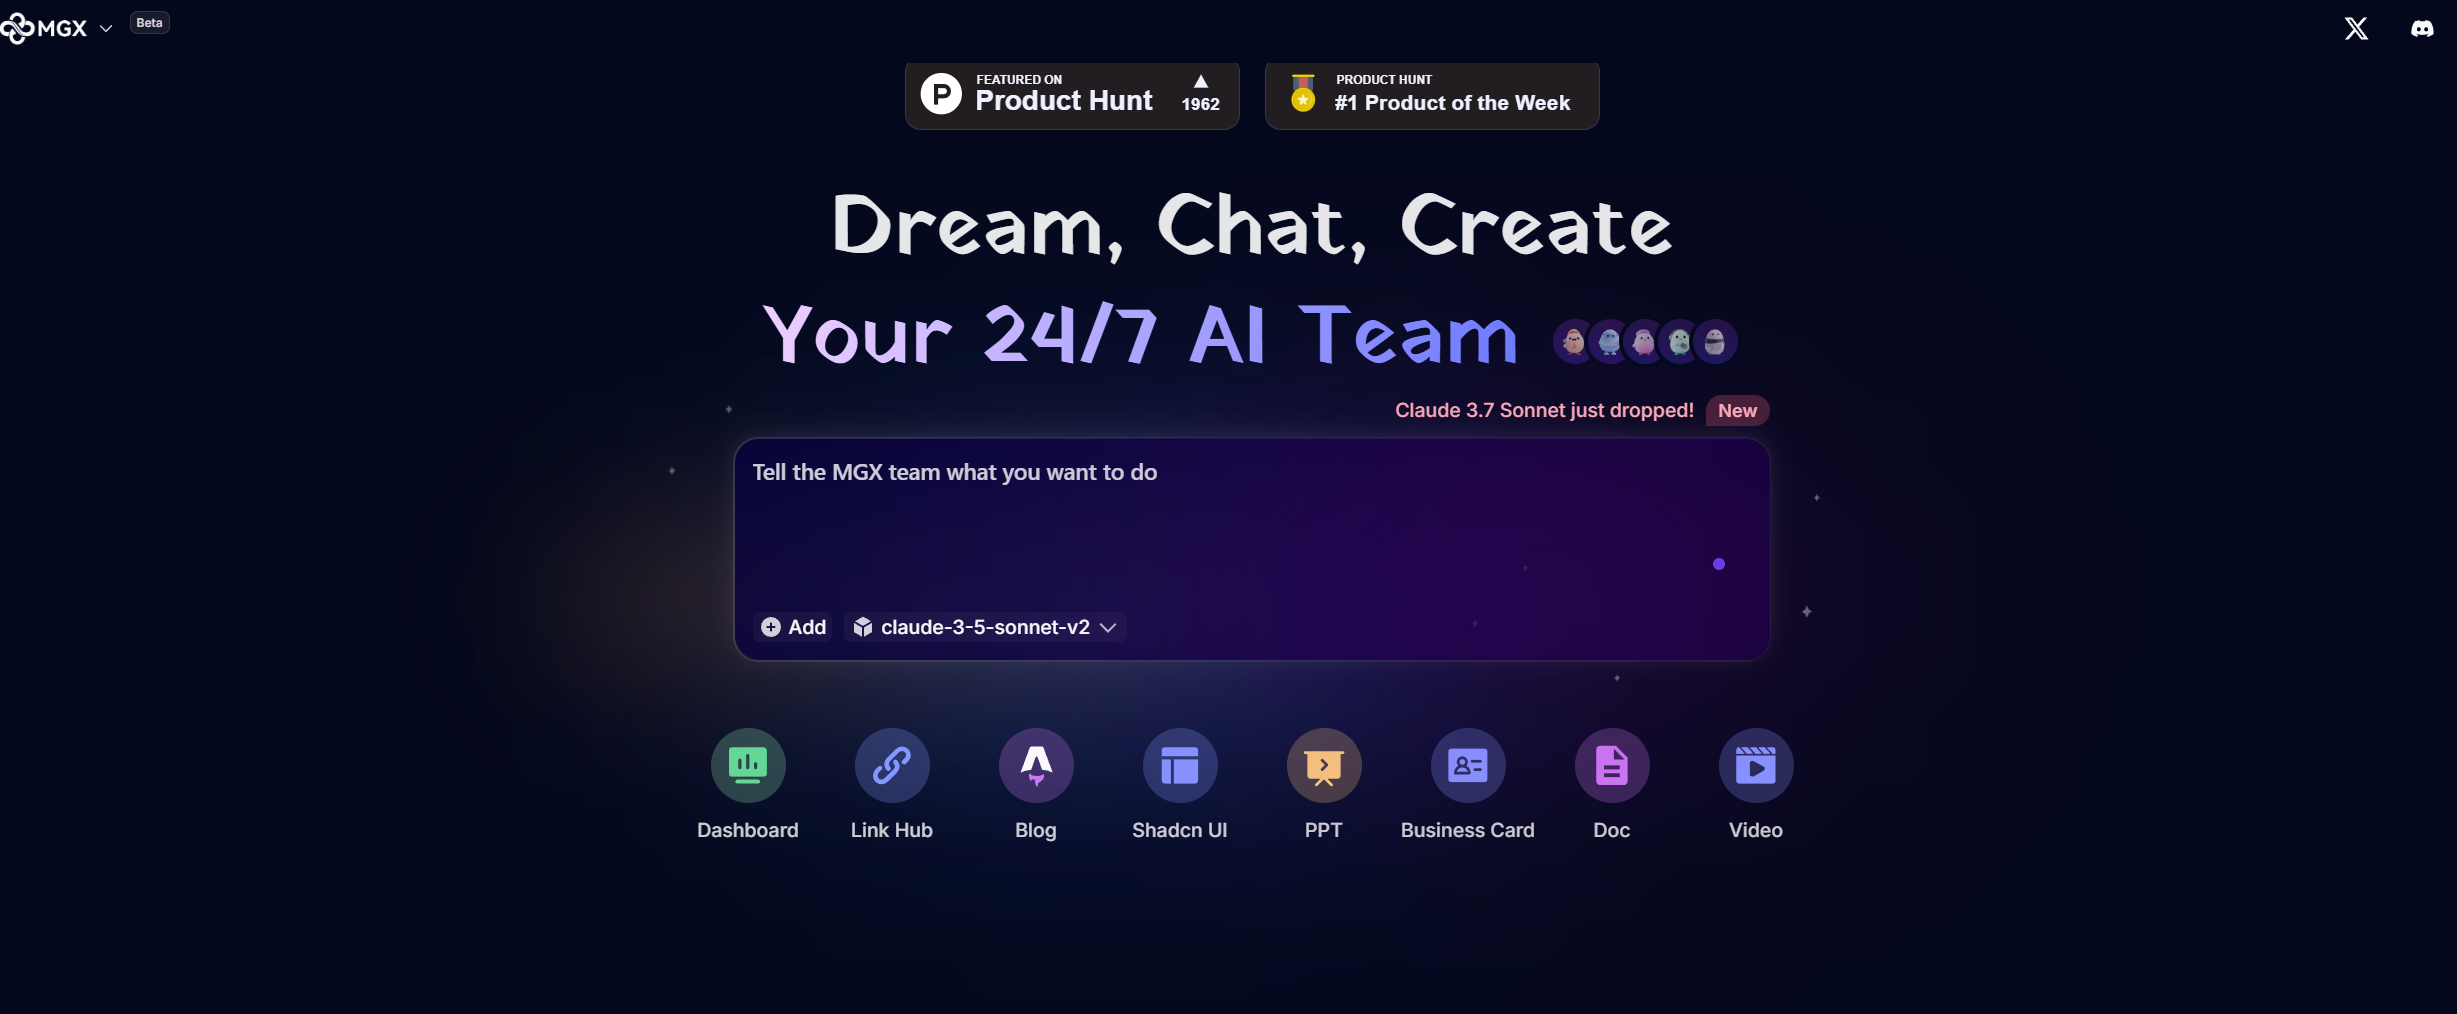 MGX
Beta
FEATURED ON
Product Hunt
1962
PRODUCT HUNT
#1 Product of the Week
Dream, Chat, Create
Your 24/7 AI Team
Claude 3.7 Sonnet just dropped! New
Tell the MGX team what you want to do
Add
claude-3-5-sonnet-v2
Dashboard
Link Hub
Blog
Shadcn UI
PPT
Business Card
Doc
Video